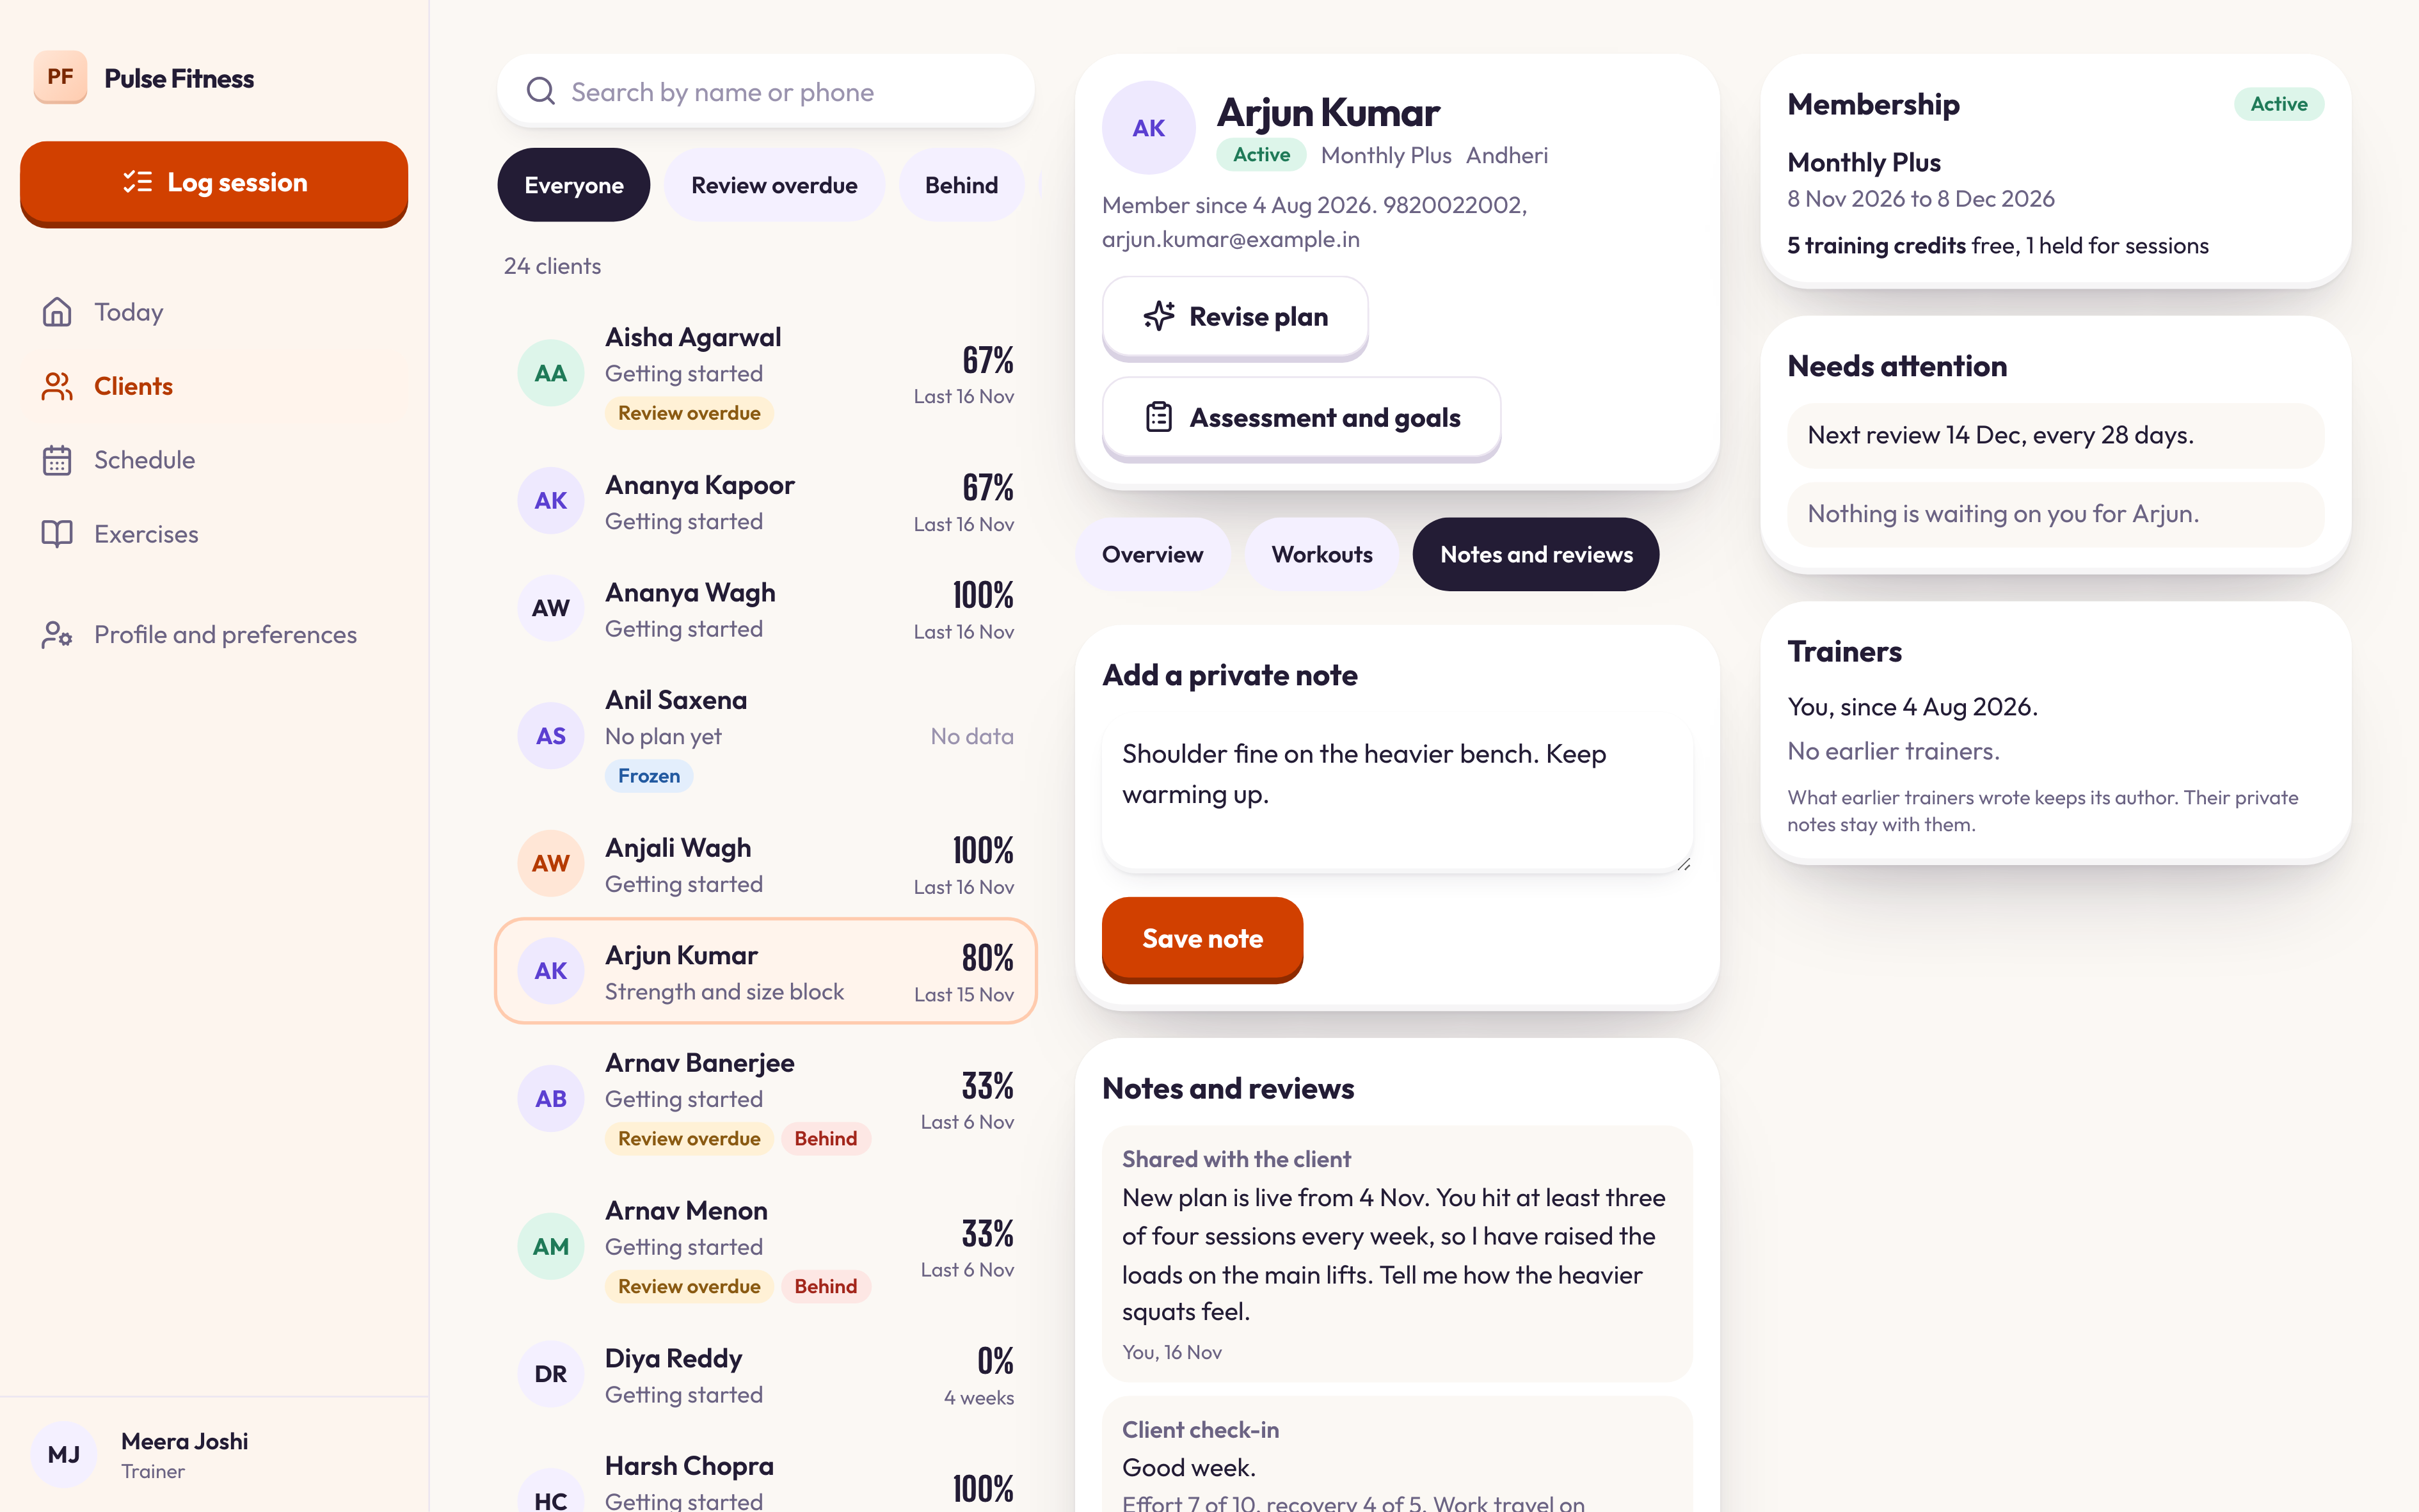 PF
Pulse Fitness
Log session
Today
Clients
Schedule
Exercises
Profile and preferences
MJ
Meera Joshi
Trainer
Search by name or phone
Everyone
Review overdue
Behind
24 clients
AA
Aisha Agarwal
Getting started
Review overdue
67%
Last 16 Nov
AK
Ananya Kapoor
Getting started
67%
Last 16 Nov
AW
Ananya Wagh
Getting started
100%
Last 16 Nov
AS
Anil Saxena
No plan yet
Frozen
No data
AW
Anjali Wagh
Getting started
100%
Last 16 Nov
AK
Arjun Kumar
Strength and size block
80%
Last 15 Nov
AB
Arnav Banerjee
Getting started
Review overdue
Behind
33%
Last 6 Nov
AM
Arnav Menon
Getting started
Review overdue
Behind
33%
Last 6 Nov
DR
Diya Reddy
Getting started
0%
4 weeks
HC
Harsh Chopra
Getting started
100%
AK
Arjun Kumar
Active
Monthly Plus Andheri
Member since 4 Aug 2026. 9820022002,
arjun.kumar@example.in
Revise plan
Assessment and goals
Overview
Workouts
Notes and reviews
Add a private note
Shoulder fine on the heavier bench. Keep
warming up.
Save note
Notes and reviews
Shared with the client
New plan is live from 4 Nov. You hit at least three
of four sessions every week, so I have raised the
loads on the main lifts. Tell me how the heavier
squats feel.
You, 16 Nov
Client check-in
Good week.
Effort 7 of 10, recovery 4 of 5. Work travel on
Membership
Active
Monthly Plus
8 Nov 2026 to 8 Dec 2026
5 training credits free, 1 held for sessions
Needs attention
Next review 14 Dec, every 28 days.
Nothing is waiting on you for Arjun.
Trainers
You, since 4 Aug 2026.
No earlier trainers.
What earlier trainers wrote keeps its author. Their private
notes stay with them.